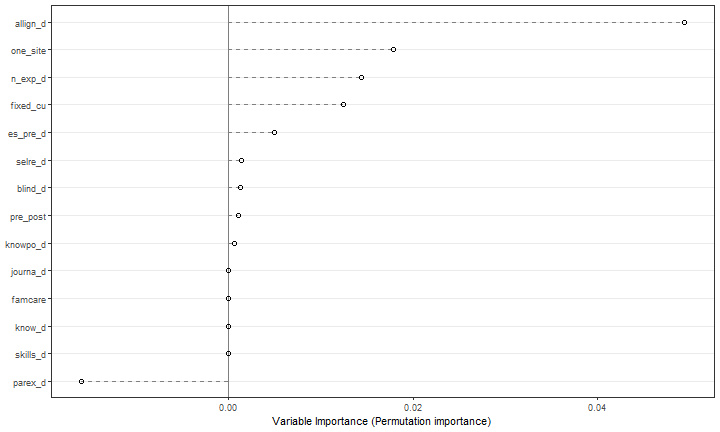 allign_d
one_site
n_exp_d
fixed_cu
es_pre_d
selre_d
blind_d
pre_post
knowpo_d
journa_d
famcare
know_d
skills_d
parex_d
0.00 0.02 0.04
Variable Importance (Permutation importance)